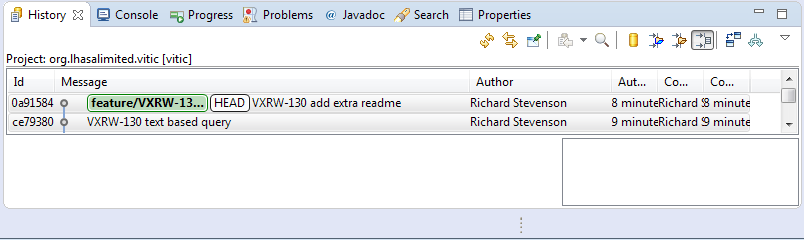 History Console Progress Problems @ Javadoc Search Properties
Project: org.lhasalimited.vitic [vitic]
Id Message Author Aut... Co... Co...
0a91584 feature/VXRW-13... HEAD VXRW-130 add extra readme Richard Stevenson 8 minute Richard 8 minute
ce79380 VXRW-130 text based query Richard Stevenson 9 minute Richard 9 minute